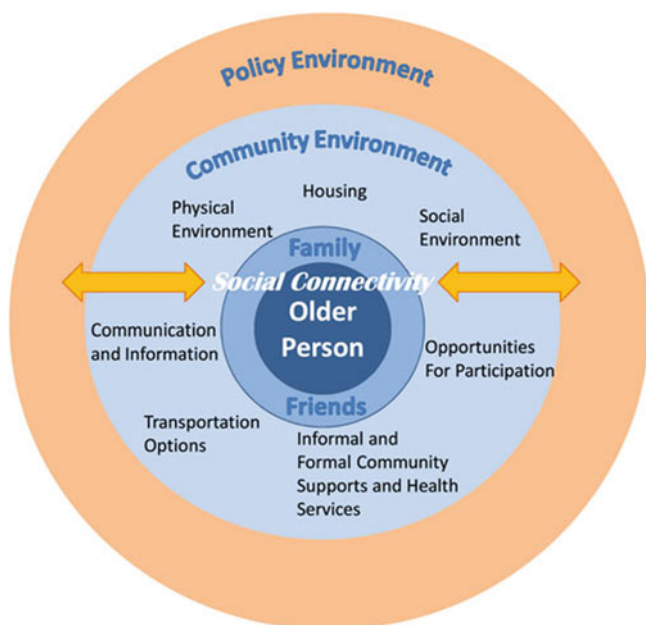 Policy Environment
Community Environment
Housing
Physical
Environment
Social
Environment
Family
Social Connectivity
Older
Person
Communication
and Information
Opportunities
For Participation
Friends
Transportation
Options
Informal and
Formal Community
Supports and Health
Services